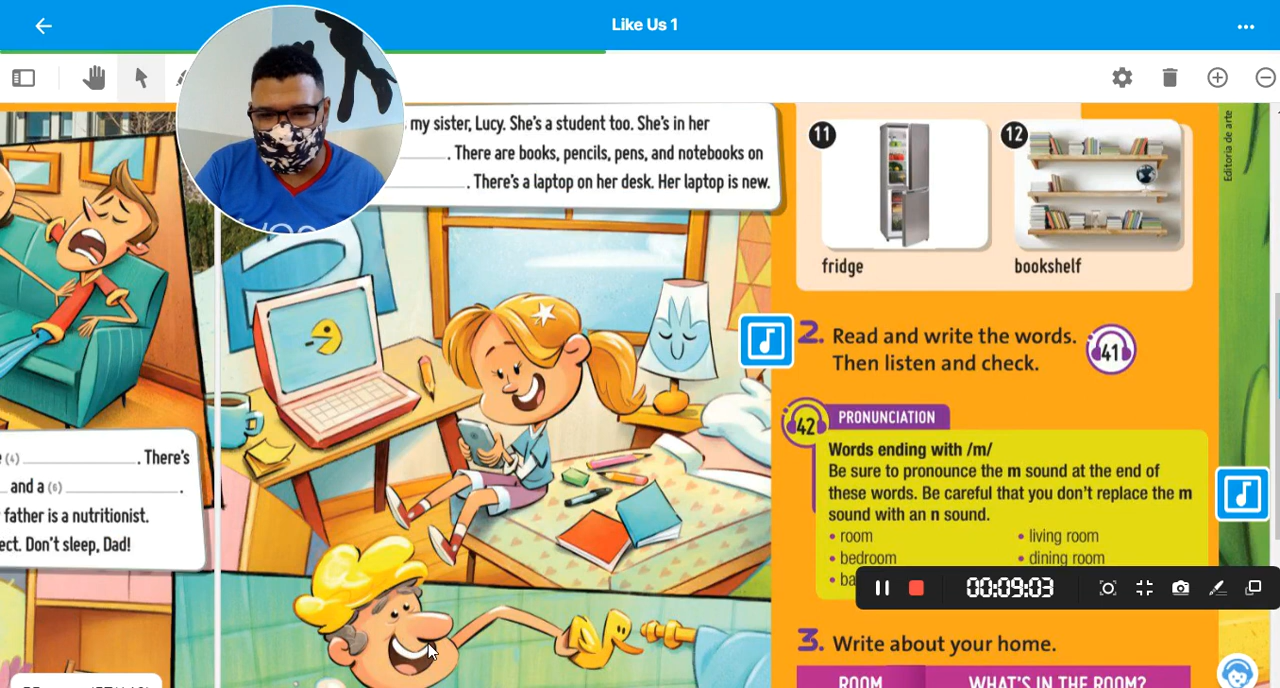 Like Us 1
my sister, Lucy. She's a student too. She's in her
. There are books, pencils, pens, and notebooks on
. There's a laptop on her desk. Her laptop is new.
(4) . There's
and a (6) .
father is a nutritionist.
Don't sleep, Dad!
11
fridge
12
bookshelf
Editoria de arte
2. Read and write the words.
Then listen and check.
41
42
PRONUNCIATION
Words ending with /m/
Be sure to pronounce the m sound at the end of
these words. Be careful that you don't replace the m
sound with an n sound.
• room
• living room
• bedroom
• dining room
00:09:03
3. Write about your home.
ROOM
WHAT'S IN THE ROOM?